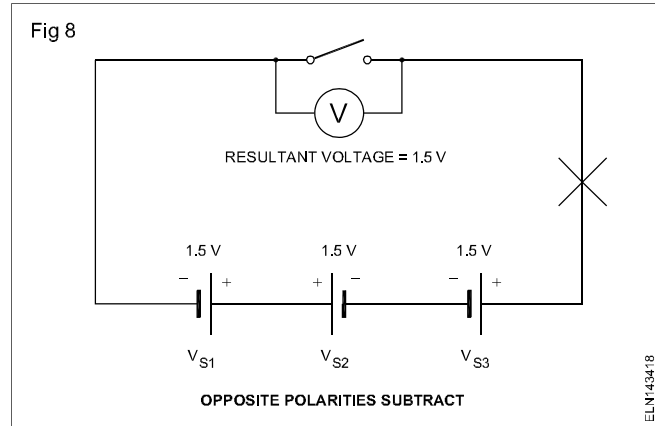 Fig 8
V
RESULTANT VOLTAGE = 1.5 V
1.5 V 1.5 V 1.5 V
− + + − − +
VS1 VS2 VS3
OPPOSITE POLARITIES SUBTRACT
ELN143418